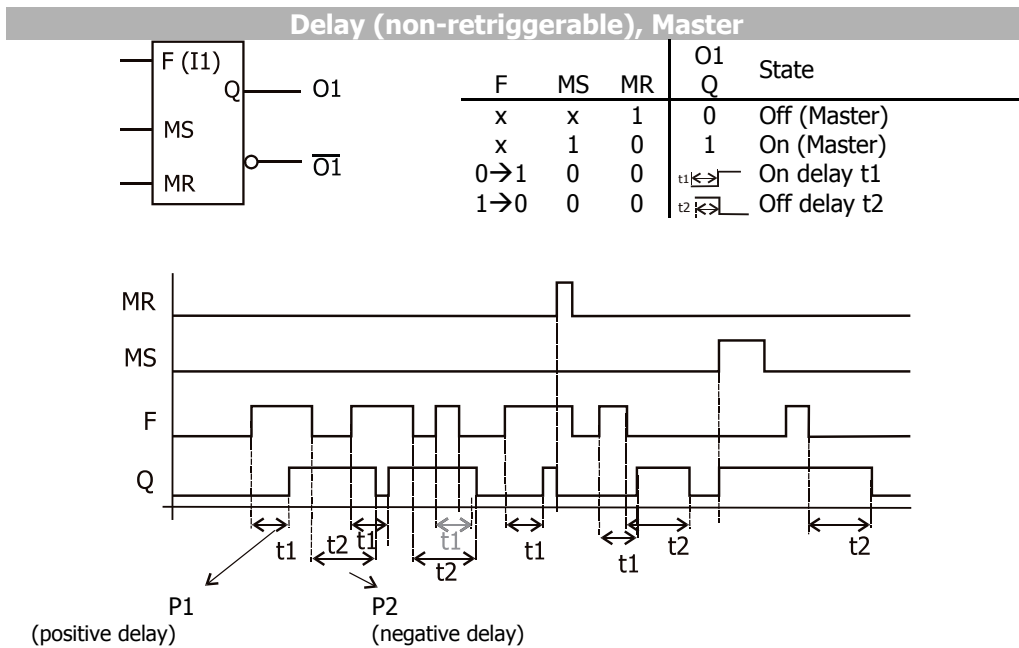 Delay (non-retriggerable), Master
F (I1)
Q O1
MS
O1
MR
O1
F MS MR Q State
x x 1 0 Off (Master)
x 1 0 1 On (Master)
0→1 0 0 t1 On delay t1
1→0 0 0 t2 Off delay t2
MR
MS
F
Q
t1 t2 t1 t2 t1 t1 t1 t2 t2
P1 P2
(positive delay) (negative delay)